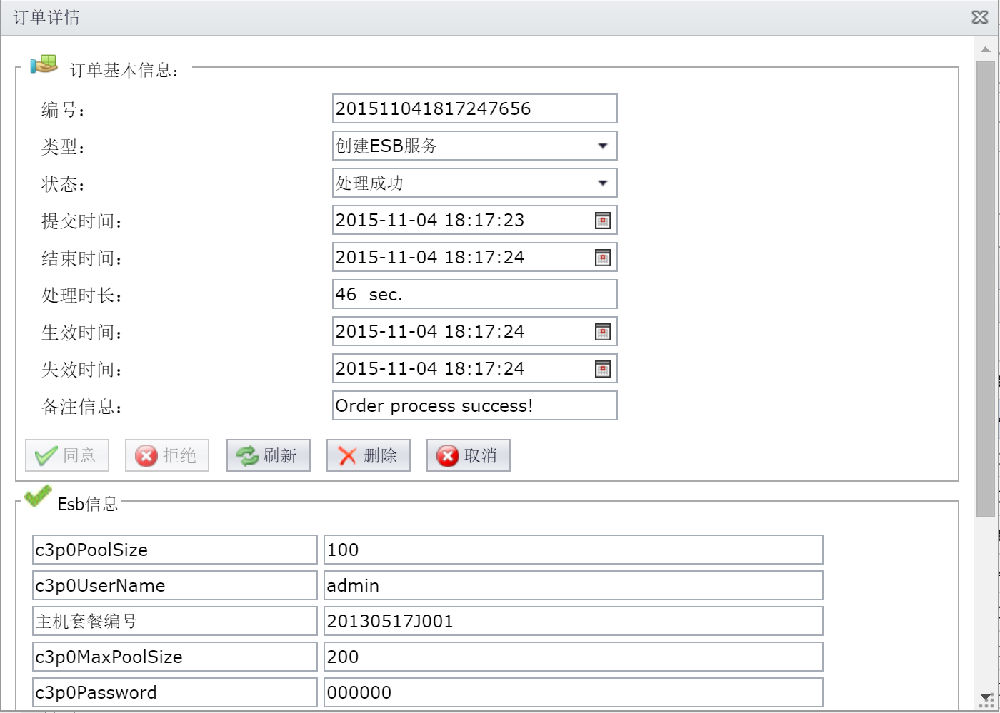 订单详情
订单基本信息：
编号： 201511041817247656
类型： 创建ESB服务
状态： 处理成功
提交时间： 2015-11-04 18:17:23
结束时间： 2015-11-04 18:17:24
处理时长： 46 sec.
生效时间： 2015-11-04 18:17:24
失效时间： 2015-11-04 18:17:24
备注信息： Order process success!
同意 拒绝 刷新 删除 取消
Esb信息
c3p0PoolSize 100
c3p0UserName admin
主机套餐编号 20130517J001
c3p0MaxPoolSize 200
c3p0Password 000000